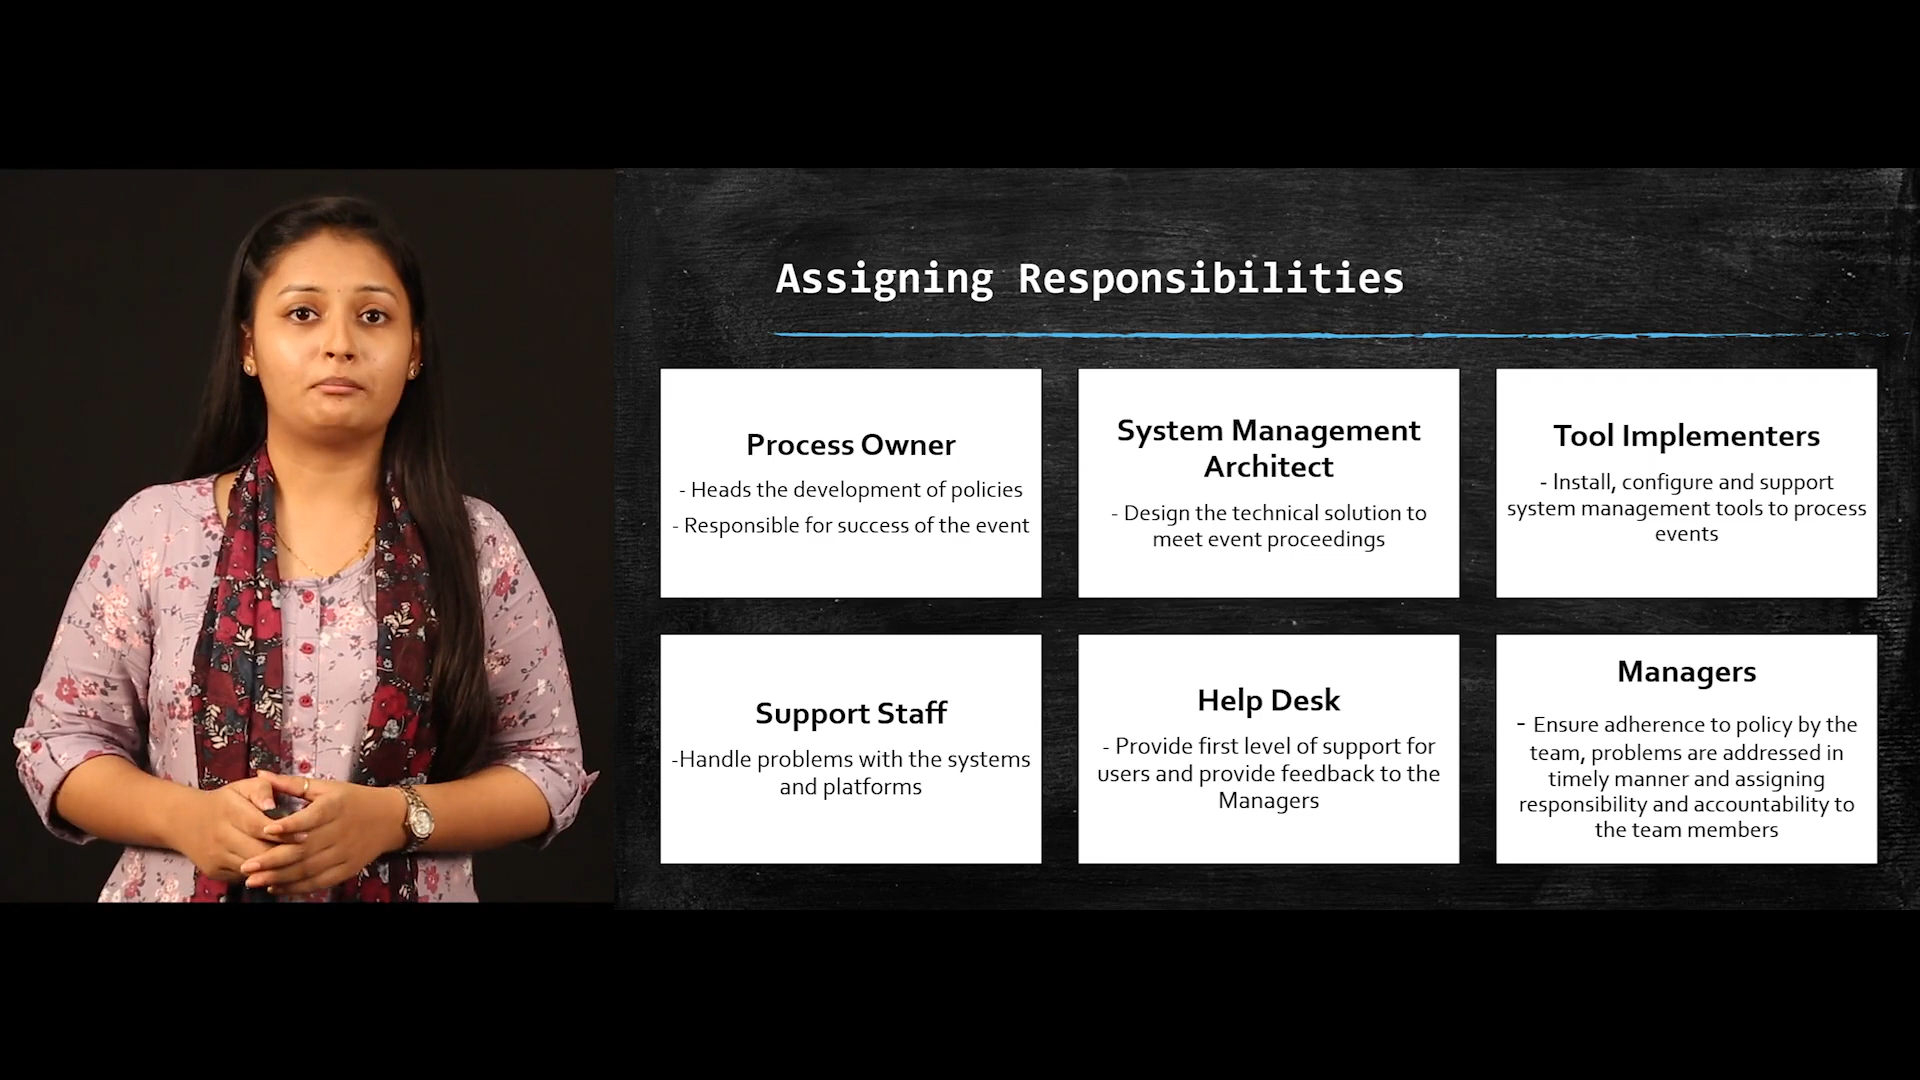 Assigning Responsibilities
Process Owner
- Heads the development of policies
- Responsible for success of the event
System Management
Architect
- Design the technical solution to
meet event proceedings
Tool Implementers
- Install, configure and support
system management tools to process
events
Support Staff
-Handle problems with the systems
and platforms
Help Desk
- Provide first level of support for
users and provide feedback to the
Managers
Managers
- Ensure adherence to policy by the
team, problems are addressed in
timely manner and assigning
responsibility and accountability to
the team members